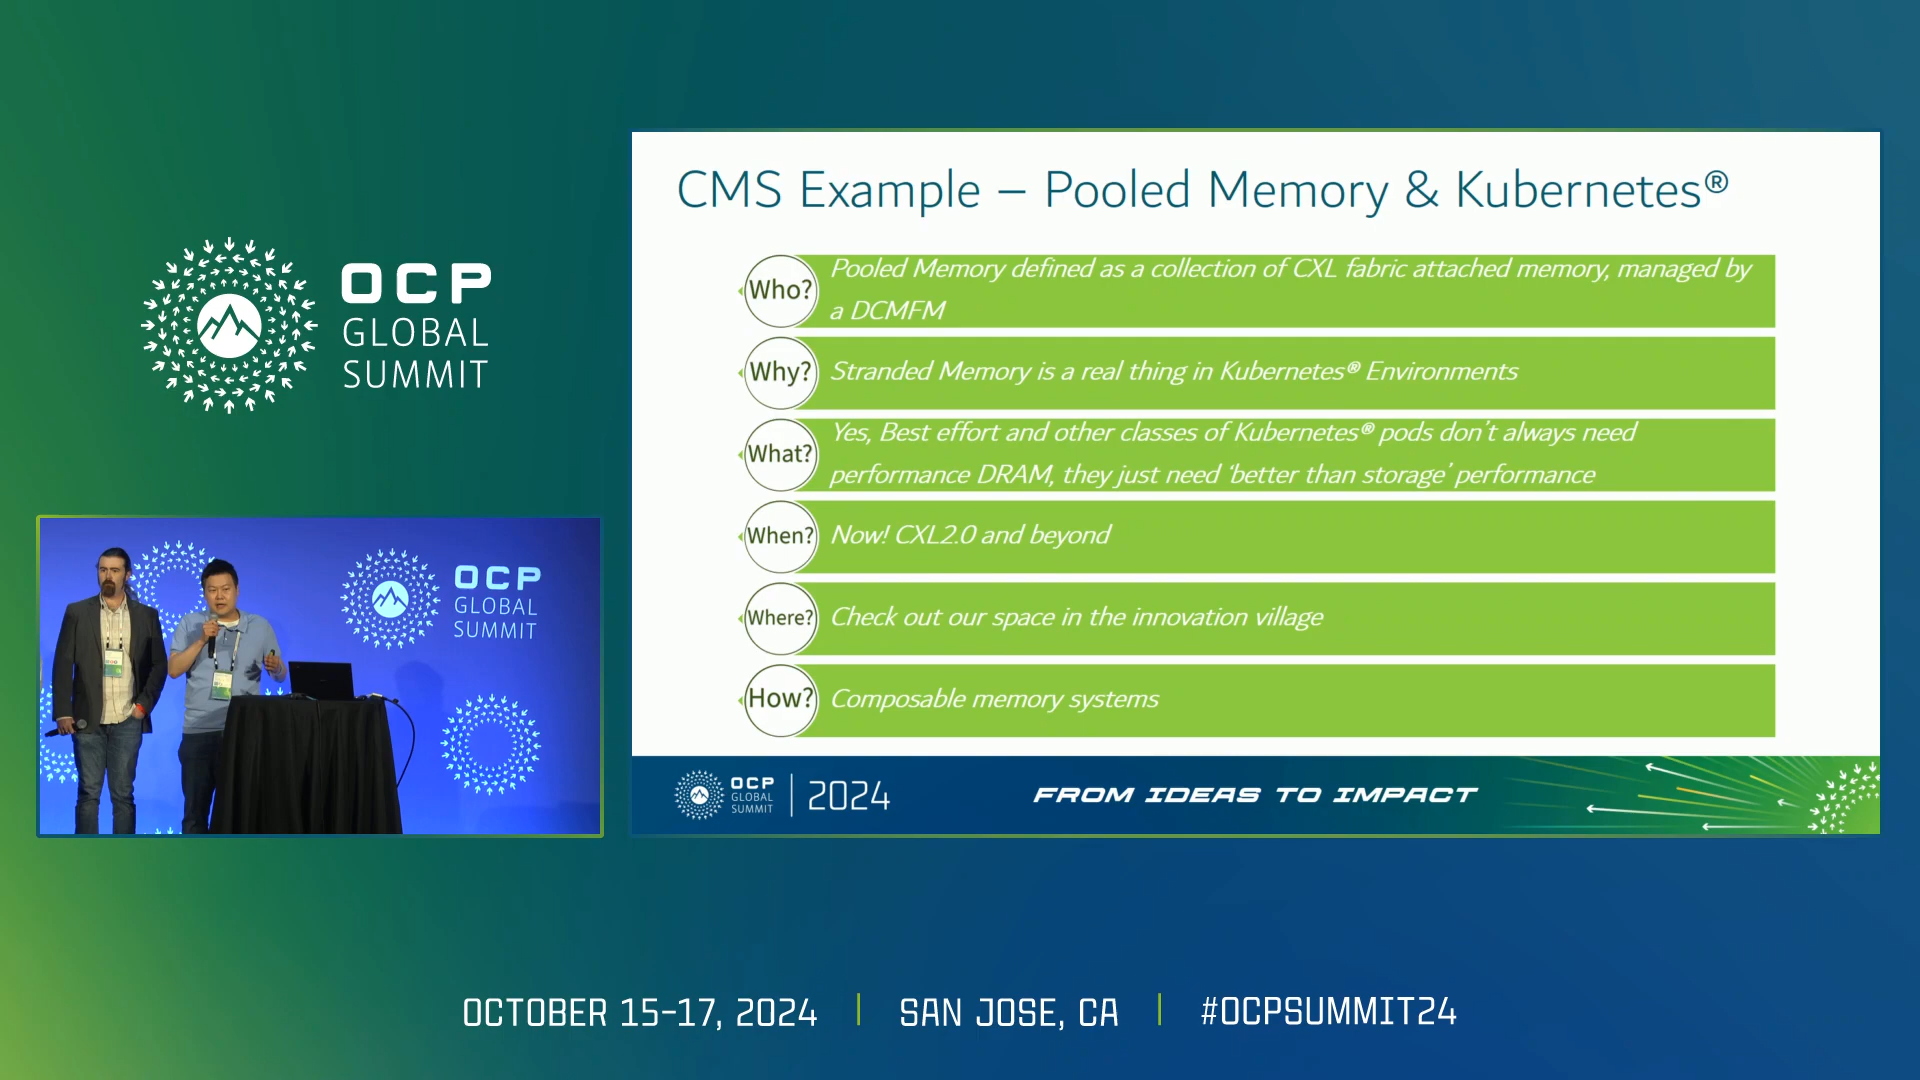 OCP
GLOBAL
SUMMIT
CMS Example – Pooled Memory & Kubernetes®
Who?
Pooled Memory defined as a collection of CXL fabric attached memory, managed by
a DCMFM
Why?
Stranded Memory is a real thing in Kubernetes® Environments
What?
Yes, Best effort and other classes of Kubernetes® pods don't always need
performance DRAM, they just need 'better than storage' performance
When?
Now! CXL2.0 and beyond
Where?
Check out our space in the innovation village
How?
Composable memory systems
OCP
GLOBAL
SUMMIT
2024
FROM IDEAS TO IMPACT
OCP
GLOBAL
SUMMIT
OCTOBER 15-17, 2024
SAN JOSE, CA
#OCPSUMMIT24